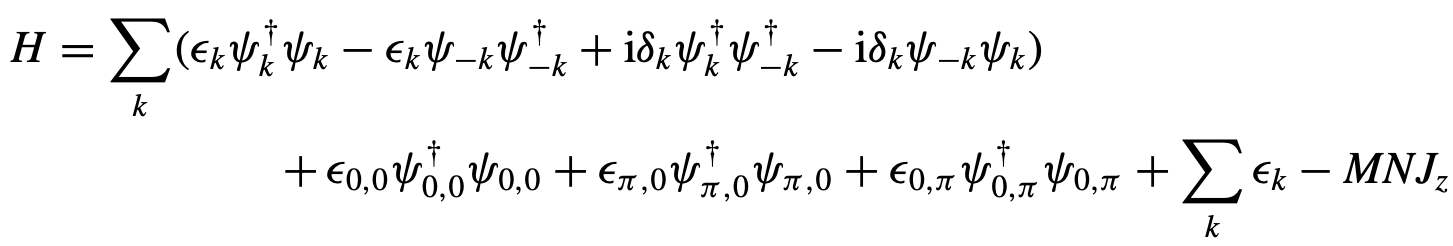 H = \sum_{k} (\epsilon_k \psi_k^\dagger \psi_k - \epsilon_k \psi_{-k} \psi_{-k}^\dagger + \mathrm{i}\delta_k \psi_k^\dagger \psi_{-k}^\dagger - \mathrm{i}\delta_k \psi_{-k} \psi_k)
+ \epsilon_{0,0} \psi_{0,0}^\dagger \psi_{0,0} + \epsilon_{\pi,0} \psi_{\pi,0}^\dagger \psi_{\pi,0} + \epsilon_{0,\pi} \psi_{0,\pi}^\dagger \psi_{0,\pi} + \sum_{k} \epsilon_k - MNJ_z